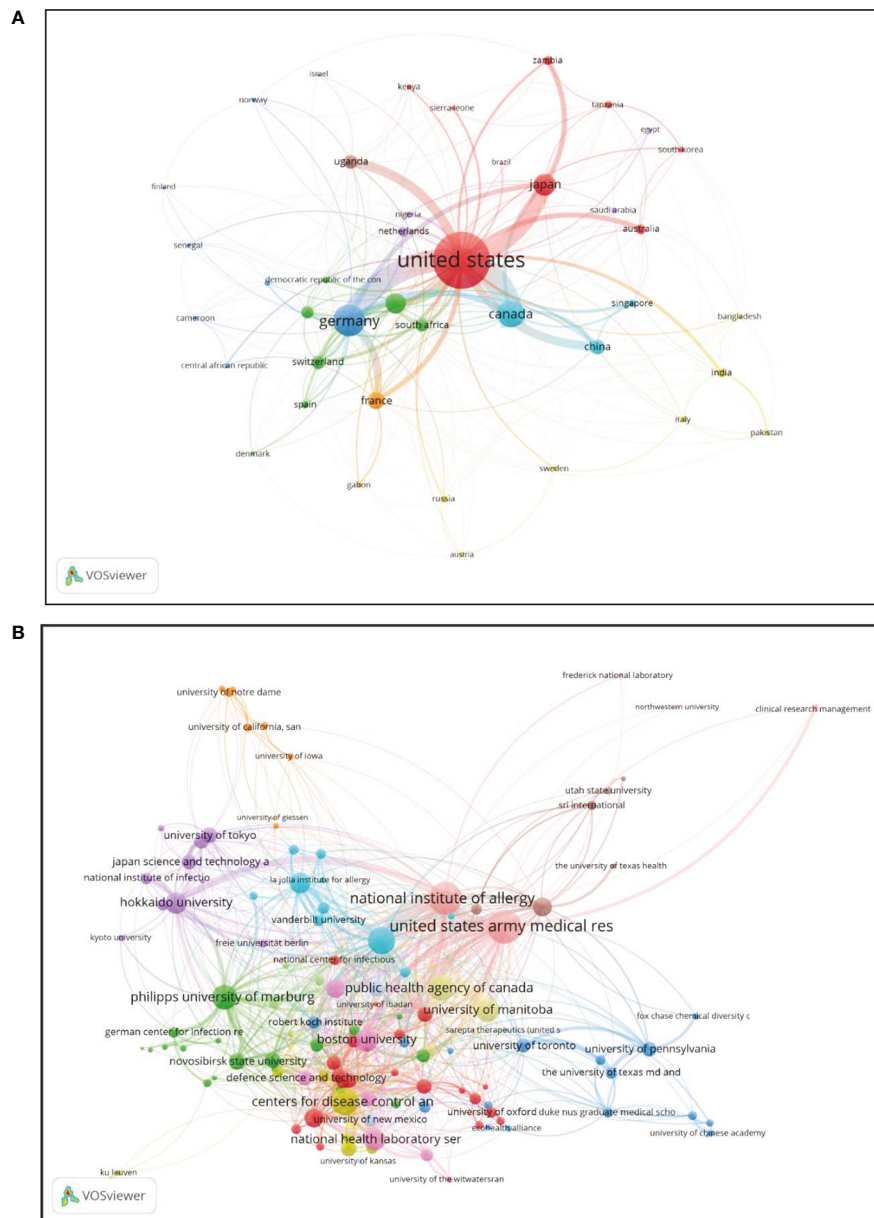 A
zambia
israel
kenya
norway
sierra leone
tanzania
egypt
south korea
uganda
brazil
japan
finland
nigeria
saudi arabia
netherlands
australia
senegal
united states
democratic republic of the con
singapore
cameroon
germany
south africa
canada
bangladesh
china
central african republic
switzerland
india
france
spain
italy
pakistan
denmark
sweden
gabon
russia
austria
VOSviewer
B
frederick national laboratory
university of notre dame
northwestern university
clinical research management
university of california, san
university of iowa
utah state university
sri international
university of giessen
university of tokyo
japan science and technology a
the university of texas health
national institute of infectio
la jolla institute for allergy
hokkaido university
national institute of allergy
vanderbilt university
united states army medical res
kyoto university
freie universität berlin
national center for infectious
philipps university of marburg
public health agency of canada
university of ibadan
university of manitoba
fox chase chemical diversity c
german center for infection re
robert koch institute
sarepta therapeutics (united s
boston university
university of toronto
university of pennsylvania
novosibirsk state university
the university of texas md and
defence science and technology
centers for disease control an
university of oxford
duke nus graduate medical scho
university of new mexico
ecohealth alliance
university of chinese academy
national health laboratory ser
university of kansas
ku leuven
university of the witwatersran
VOSviewer